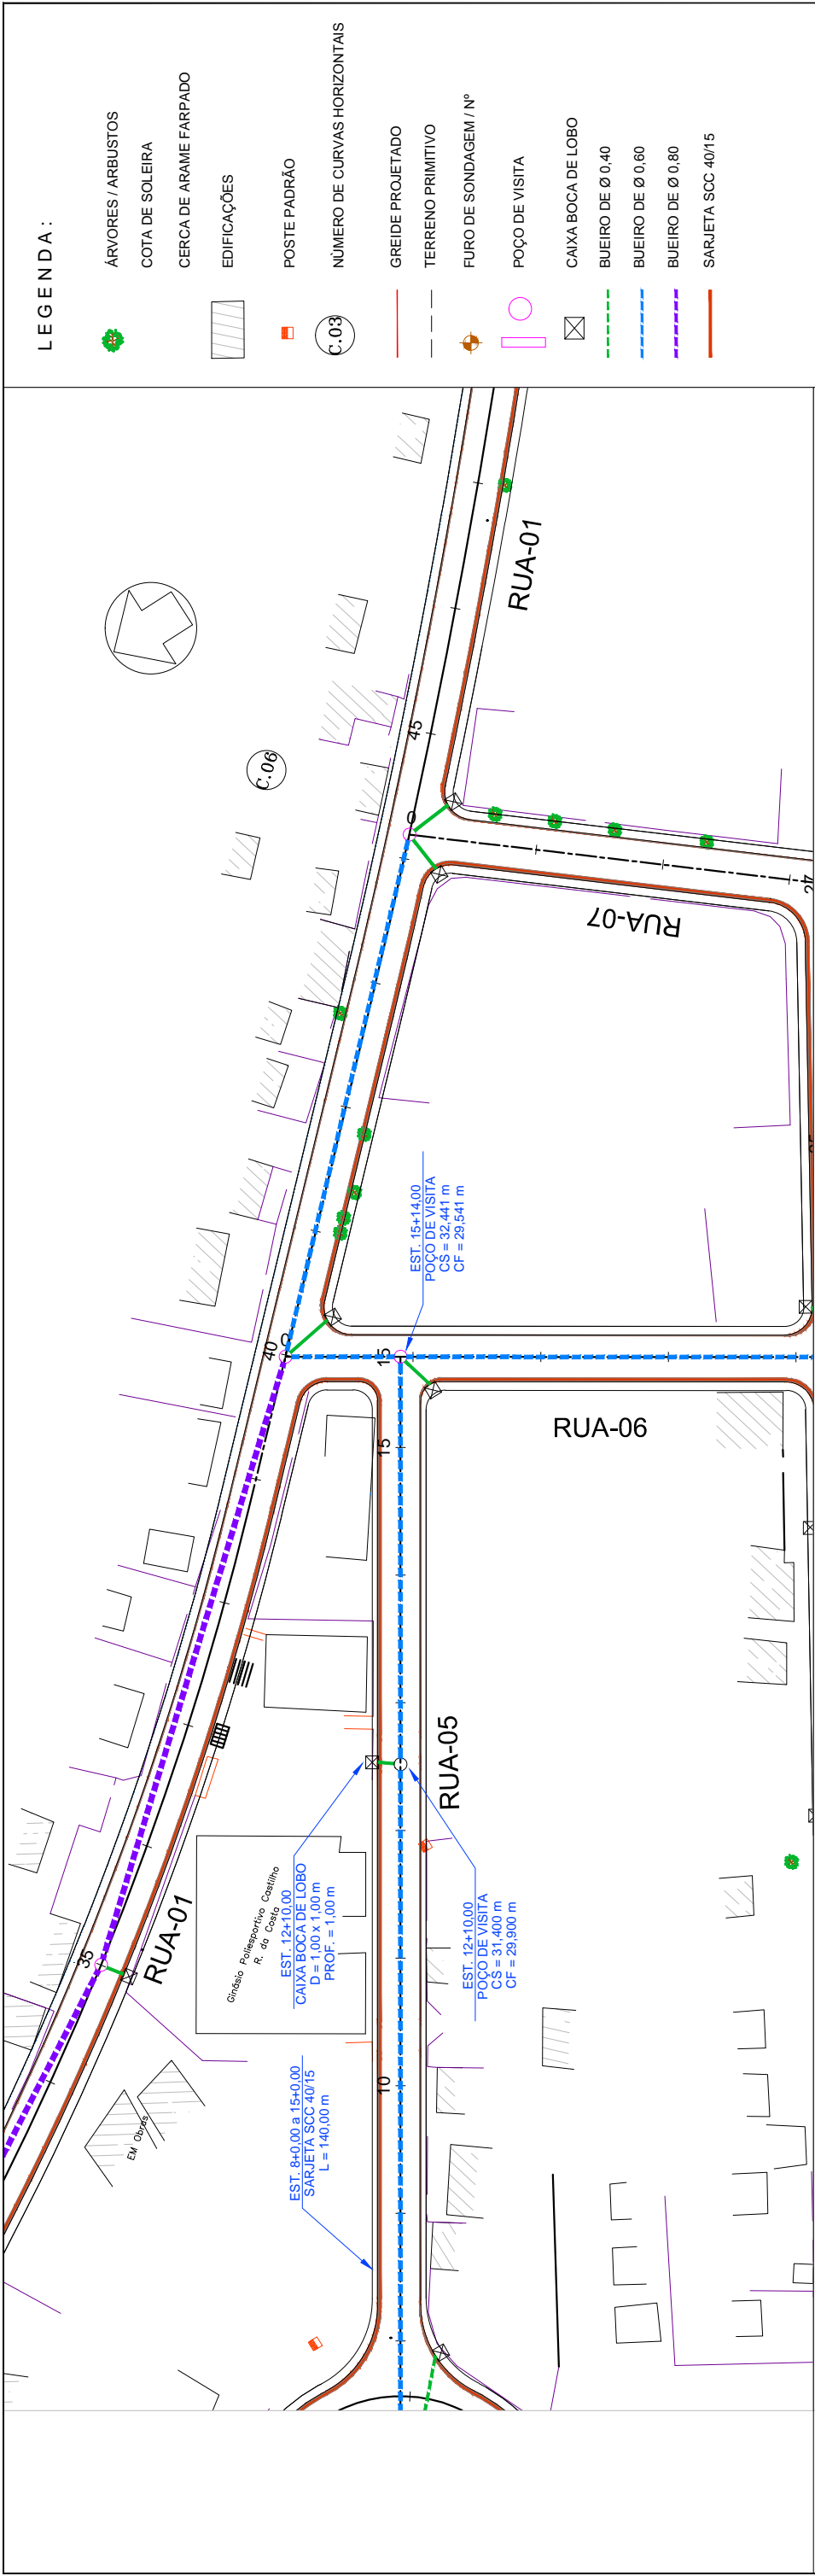 LEGENDA:
ÁRVORES / ARBUSTOS
COTA DE SOLEIRA
CERCA DE ARAME FARPADO
EDIFICAÇÕES
POSTE PADRÃO
C.03
NÚMERO DE CURVAS HORIZONTAIS
GREIDE PROJETADO
TERRENO PRIMITIVO
FURO DE SONDAGEM / Nº
POÇO DE VISITA
CAIXA BOCA DE LOBO
BUEIRO DE Ø 0,40
BUEIRO DE Ø 0,60
BUEIRO DE Ø 0,80
SARJETA SCC 40/15
RUA-01
C.06
45
0
RUA-07
27
EST. 15+14,00
POÇO DE VISITA
CS = 32,441 m
CF = 29,541 m
40
0
15
15
RUA-06
RUA-05
RUA-01
35
Ginásio Poliesportivo Castilho
R. da Costa
EST. 12+10,00
CAIXA BOCA DE LOBO
D = 1,00 x 1,00 m
PROF. = 1,00 m
EST. 12+10,00
POÇO DE VISITA
CS = 31,400 m
CF = 29,900 m
10
EM Obras
EST. 8+0,00 a 15+0,00
SARJETA SCC 40/15
L = 140,00 m